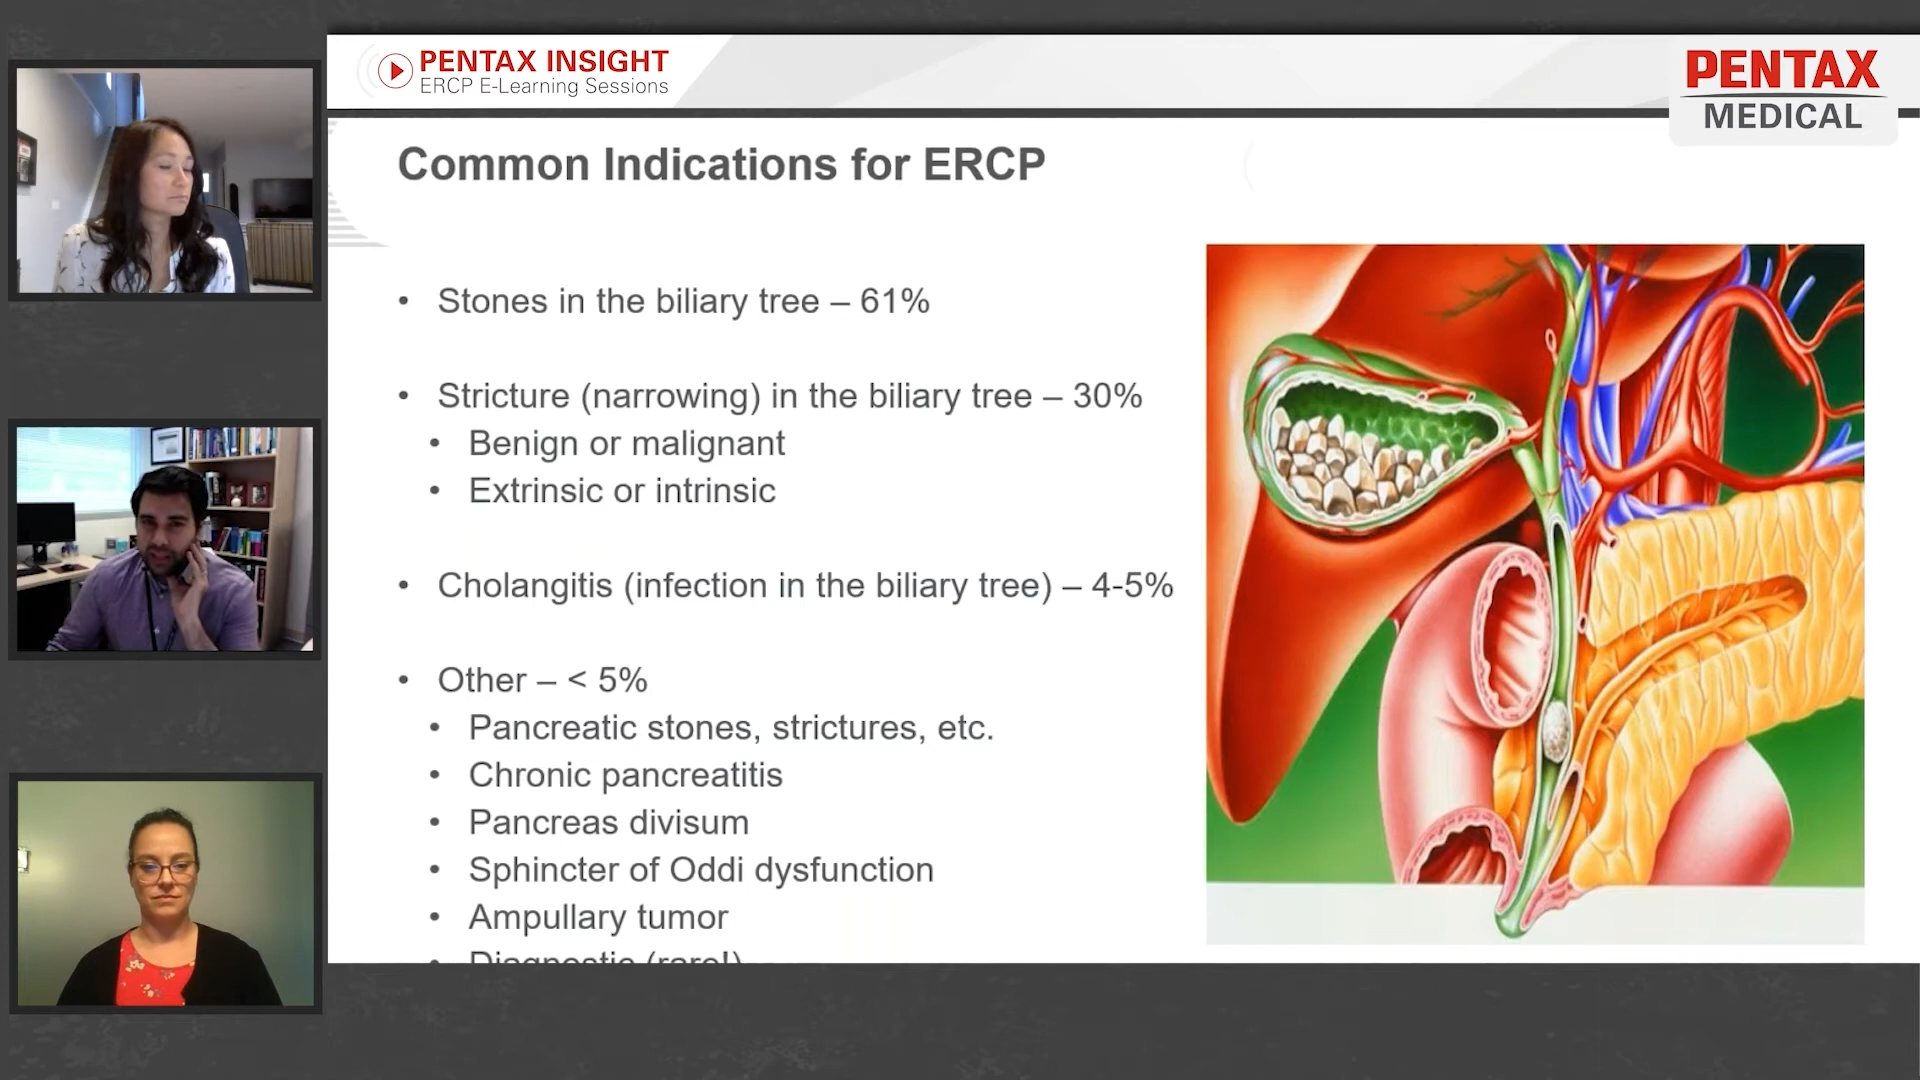 PENTAX INSIGHT
ERCP E-Learning Sessions
PENTAX
MEDICAL
Common Indications for ERCP
• Stones in the biliary tree – 61%
• Stricture (narrowing) in the biliary tree – 30%
• Benign or malignant
• Extrinsic or intrinsic
• Cholangitis (infection in the biliary tree) – 4-5%
• Other – < 5%
• Pancreatic stones, strictures, etc.
• Chronic pancreatitis
• Pancreas divisum
• Sphincter of Oddi dysfunction
• Ampullary tumor
• Diagnostic (rare!)